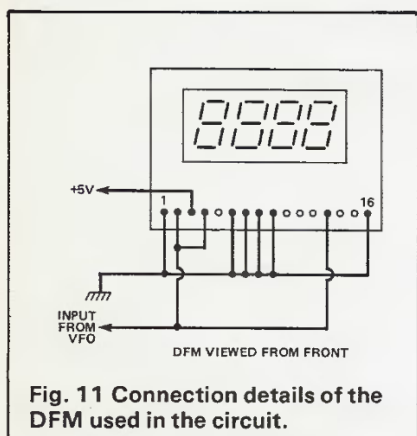 8888
+5V
1
16
INPUT
FROM
VFO
DFM VIEWED FROM FRONT
Fig. 11 Connection details of the
DFM used in the circuit.